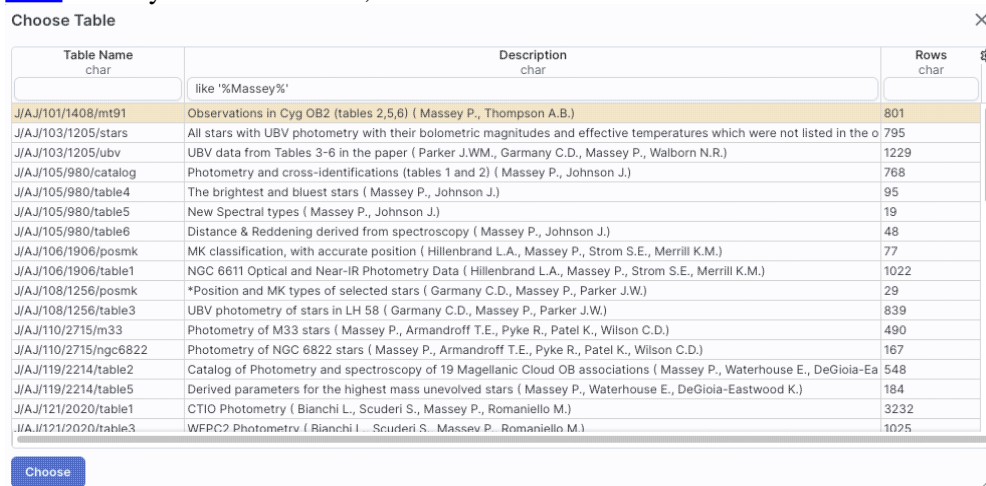 Choose Table
Table Name Description Rows
char char char
like '%Massey%'
J/AJ/101/1408/mt91 Observations in Cyg OB2 (tables 2,5,6) ( Massey P., Thompson A.B.) 801
J/AJ/103/1205/stars All stars with UBV photometry with their bolometric magnitudes and effective temperatures which were not listed in the o 795
J/AJ/103/1205/ubv UBV data from Tables 3-6 in the paper ( Parker J.WM., Garmany C.D., Massey P., Walborn N.R.) 1229
J/AJ/105/980/catalog Photometry and cross-identifications (tables 1 and 2) ( Massey P., Johnson J.) 768
J/AJ/105/980/table4 The brightest and bluest stars ( Massey P., Johnson J.) 95
J/AJ/105/980/table5 New Spectral types ( Massey P., Johnson J.) 19
J/AJ/105/980/table6 Distance & Reddening derived from spectroscopy ( Massey P., Johnson J.) 48
J/AJ/106/1906/posmk MK classification, with accurate position ( Hillenbrand L.A., Massey P., Strom S.E., Merrill K.M.) 77
J/AJ/106/1906/table1 NGC 6611 Optical and Near-IR Photometry Data ( Hillenbrand L.A., Massey P., Strom S.E., Merrill K.M.) 1022
J/AJ/108/1256/posmk *Position and MK types of selected stars ( Garmany C.D., Massey P., Parker J.W.) 29
J/AJ/108/1256/table3 UBV photometry of stars in LH 58 ( Garmany C.D., Massey P., Parker J.W.) 839
J/AJ/110/2715/m33 Photometry of M33 stars ( Massey P., Armandroff T.E., Pyke R., Patel K., Wilson C.D.) 490
J/AJ/110/2715/ngc6822 Photometry of NGC 6822 stars ( Massey P., Armandroff T.E., Pyke R., Patel K., Wilson C.D.) 167
J/AJ/119/2214/table2 Catalog of Photometry and spectroscopy of 19 Magellanic Cloud OB associations ( Massey P., Waterhouse E., DeGioia-Ea 548
J/AJ/119/2214/table5 Derived parameters for the highest mass unevolved stars ( Massey P., Waterhouse E., DeGioia-Eastwood K.) 184
J/AJ/121/2020/table1 CTIO Photometry ( Bianchi L., Scuderi S., Massey P., Romaniello M.) 3232
J/AJ/121/2020/table3 WFPC2 Photometry ( Bianchi L., Scuderi S., Massey P., Romaniello M.) 1025
Choose